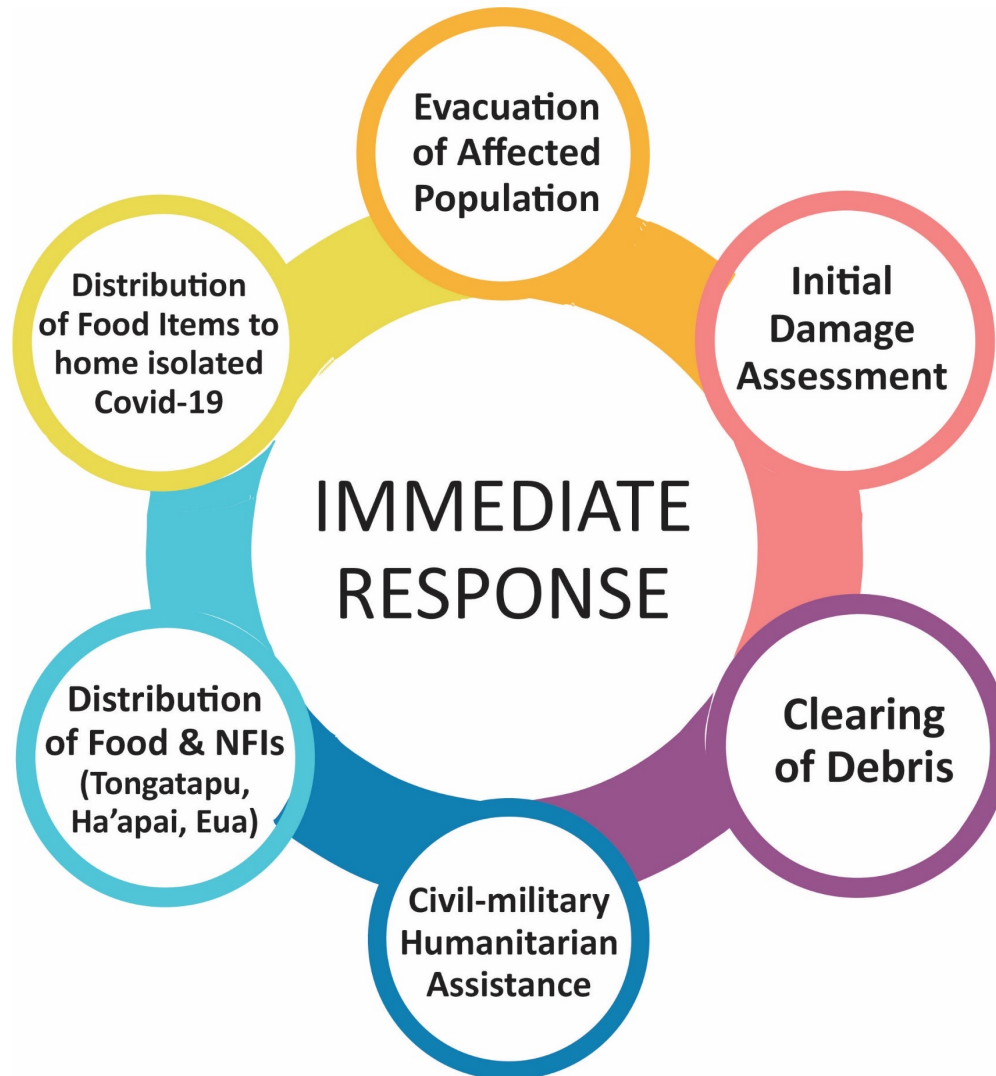 Evacuation
of Affected
Population
Initial
Damage
Assessment
Clearing
of Debris
Civil-military
Humanitarian
Assistance
Distribution
of Food & NFIs
(Tongatapu,
Ha’apai, Eua)
Distribution
of Food Items to
home isolated
Covid-19
IMMEDIATE
RESPONSE